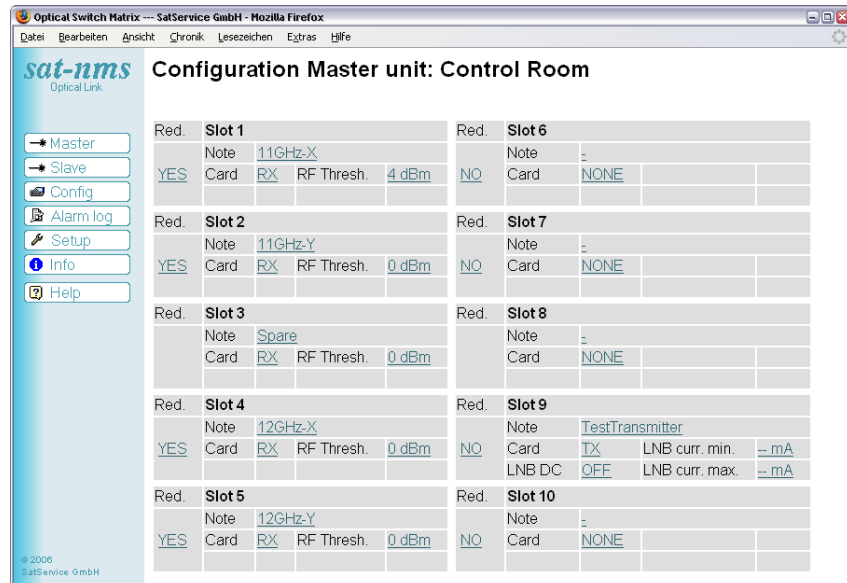 Optical Switch Matrix --- SatService GmbH - Mozilla Firefox
Datei Bearbeiten Ansicht Chronik Lesezeichen Extras Hilfe
sat-nms
Optical Link
Configuration Master unit: Control Room
Master
Slave
Config
Alarm log
Setup
Info
Help
Red. Slot 1
Note 11GHz-X
YES Card RX RF Thresh. 4 dBm
Red. Slot 2
Note 11GHz-Y
YES Card RX RF Thresh. 0 dBm
Red. Slot 3
Note Spare
Card RX RF Thresh. 0 dBm
Red. Slot 4
Note 12GHz-X
YES Card RX RF Thresh. 0 dBm
Red. Slot 5
Note 12GHz-Y
YES Card RX RF Thresh. 0 dBm
Red. Slot 6
Note -
NO Card NONE
Red. Slot 7
Note -
NO Card NONE
Red. Slot 8
Note -
Card NONE
Red. Slot 9
Note TestTransmitter
NO Card TX LNB curr. min. -- mA
LNB DC OFF LNB curr. max. -- mA
Red. Slot 10
Note -
NO Card NONE
© 2006
SatService GmbH